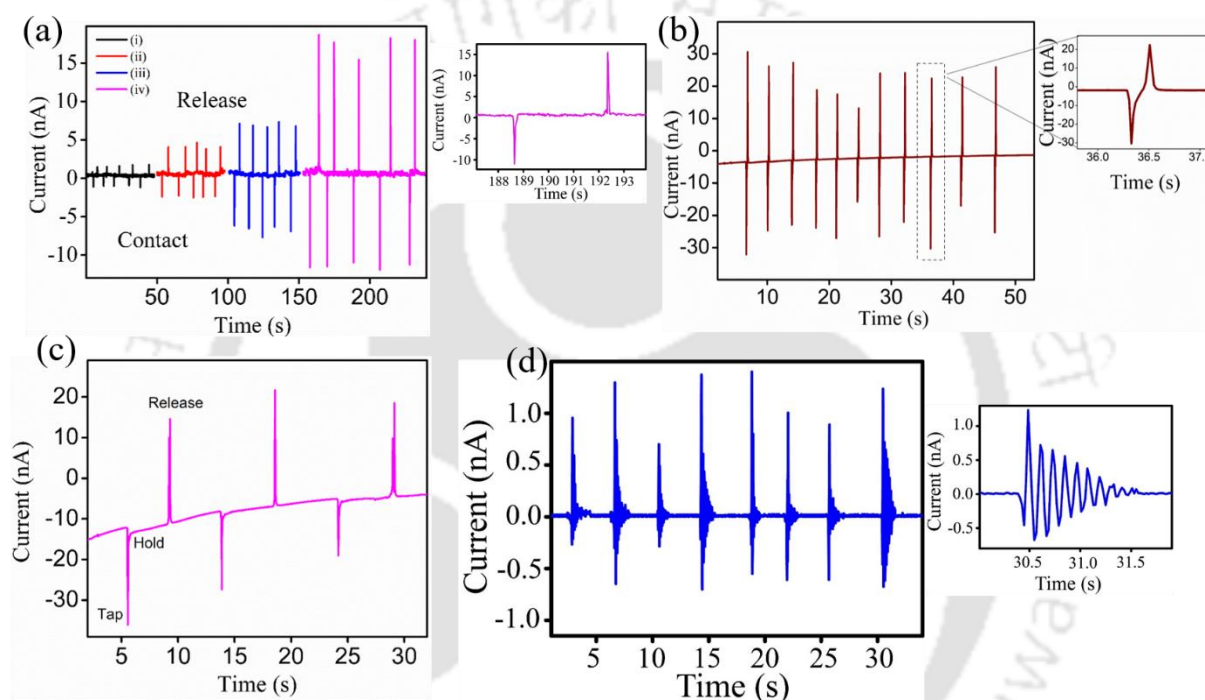 (a)
(i)
(ii)
(iii)
(iv)
Release
Contact
Current (nA)
15
10
5
0
5
-10
50
100
150
200
Time (s)
Current (nA)
15
10
5
0
-5
-10
188
189
190
191
192
193
Time (s)
(b)
Current (nA)
30
20
10
0
-10
-20
-30
10
20
30
40
50
Time (s)
Current (nA)
20
10
0
-10
-20
-30
36.0
36.5
37.
Time (s)
(c)
Current (nA)
20
10
0
-10
-20
-30
Release
Hold
Tap
5
10
15
20
25
30
Time (s)
(d)
Current (nA)
1.0
0.5
0.0
-0.5
-1.0
5
10
15
20
25
30
Time (s)
Current (nA)
1.0
0.5
0.0
-0.5
30.5
31.0
31.5
Time (s)